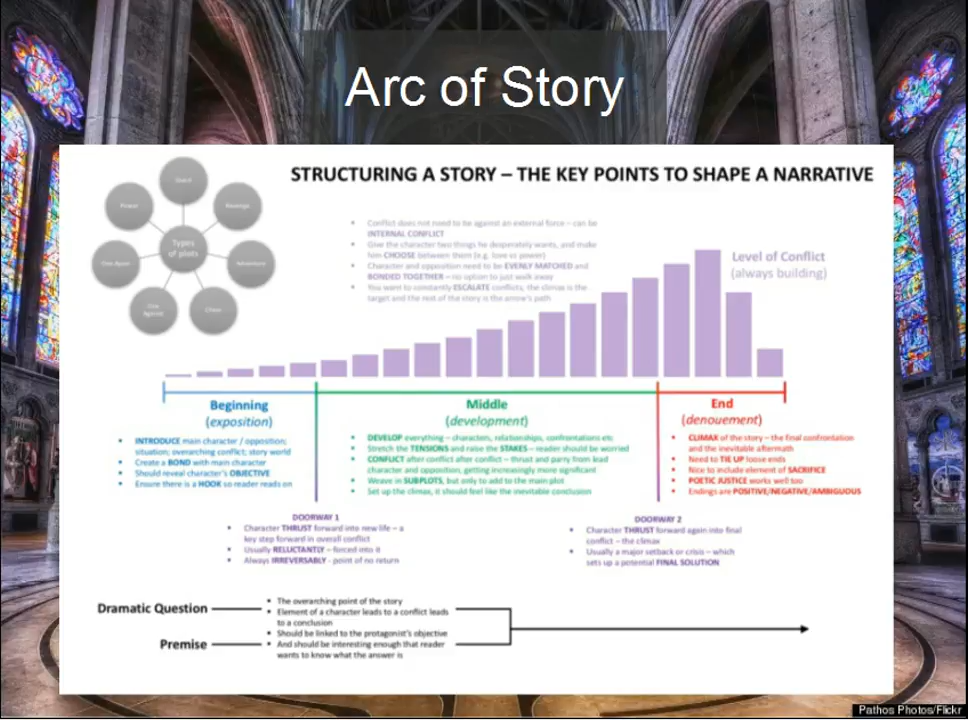 Arc of Story
STRUCTURING A STORY – THE KEY POINTS TO SHAPE A NARRATIVE
Quest
Power
Revenge
Types
of plots
One Apart
Adventure
One
Against
Chase
Conflict does not need to be against an external force – can be
INTERNAL CONFLICT
Give the character two things he desperately wants, and make
him CHOOSE between them (e.g. love vs power)
Character and opposition need to be EVENLY MATCHED and
BONDED TOGETHER – no option to just walk away
You want to constantly ESCALATE conflicts, the climax is the
target and the rest of the story is the arrow's path
Level of Conflict
(always building)
Beginning
(exposition)
INTRODUCE main character / opposition;
situation; overarching conflict; story world
Create a BOND with main character
Should reveal character's OBJECTIVE
Ensure there is a HOOK so reader reads on
Middle
(development)
DEVELOP everything – characters, relationships, confrontations etc
Stretch the TENSIONS and raise the STAKES – reader should be worried
CONFLICT after conflict after conflict – thrust and parry from lead
character and opposition, getting increasingly more significant
Weave in SUBPLOTS, but only to add to the main plot
Set up the climax, it should feel like the inevitable conclusion
End
(denouement)
CLIMAX of the story – the final confrontation
and the inevitable aftermath
Need to TIE UP loose ends
Nice to include element of SACRIFICE
POETIC JUSTICE works well too
Endings are POSITIVE/NEGATIVE/AMBIGUOUS
DOORWAY 1
Character THRUST forward into new life – a
key step forward in overall conflict
Usually RELUCTANTLY – forced into it
Always IRREVERSABLY - point of no return
DOORWAY 2
Character THRUST forward again into final
conflict – the climax
Usually a major setback or crisis – which
sets up a potential FINAL SOLUTION
Dramatic Question
Premise
The overarching point of the story
Element of a character leads to a conflict leads
to a conclusion
Should be linked to the protagonist's objective
And should be interesting enough that reader
wants to know what the answer is
Pathos Photos/Flickr